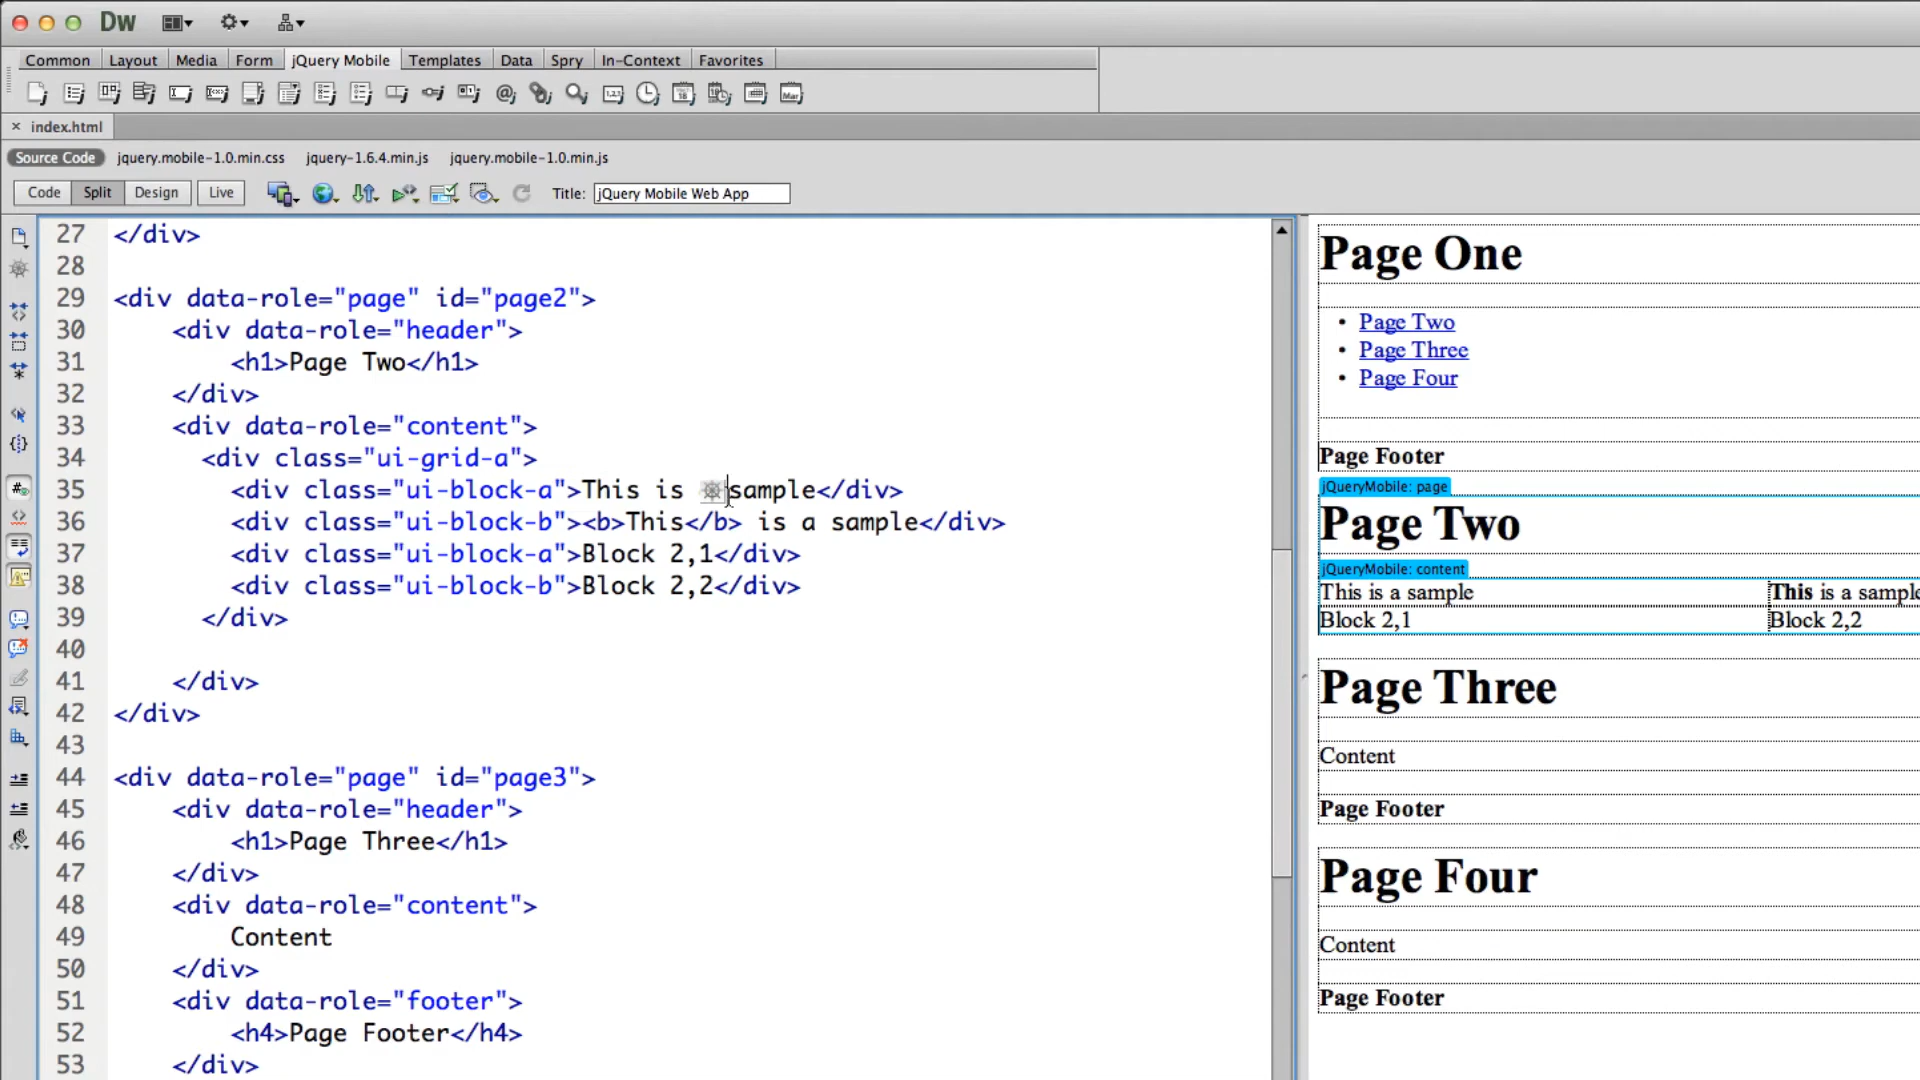 Dw
Common Layout Media Form jQuery Mobile Templates Data Spry In-Context Favorites
index.html
Source Code jquery.mobile-1.0.min.css jquery-1.6.4.min.js jquery.mobile-1.0.min.js
Code Split Design Live Title: jQuery Mobile Web App
27 </div>
28
29 <div data-role="page" id="page2">
30 <div data-role="header">
31 <h1>Page Two</h1>
32 </div>
33 <div data-role="content">
34 <div class="ui-grid-a">
35 <div class="ui-block-a">This is sample</div>
36 <div class="ui-block-b"><b>This</b> is a sample</div>
37 <div class="ui-block-a">Block 2,1</div>
38 <div class="ui-block-b">Block 2,2</div>
39 </div>
40
41 </div>
42 </div>
43
44 <div data-role="page" id="page3">
45 <div data-role="header">
46 <h1>Page Three</h1>
47 </div>
48 <div data-role="content">
49 Content
50 </div>
51 <div data-role="footer">
52 <h4>Page Footer</h4>
53 </div>
Page One
• Page Two
• Page Three
• Page Four
Page Footer
jQueryMobile: page
Page Two
jQueryMobile: content
This is a sample This is a sample
Block 2,1 Block 2,2
Page Three
Content
Page Footer
Page Four
Content
Page Footer